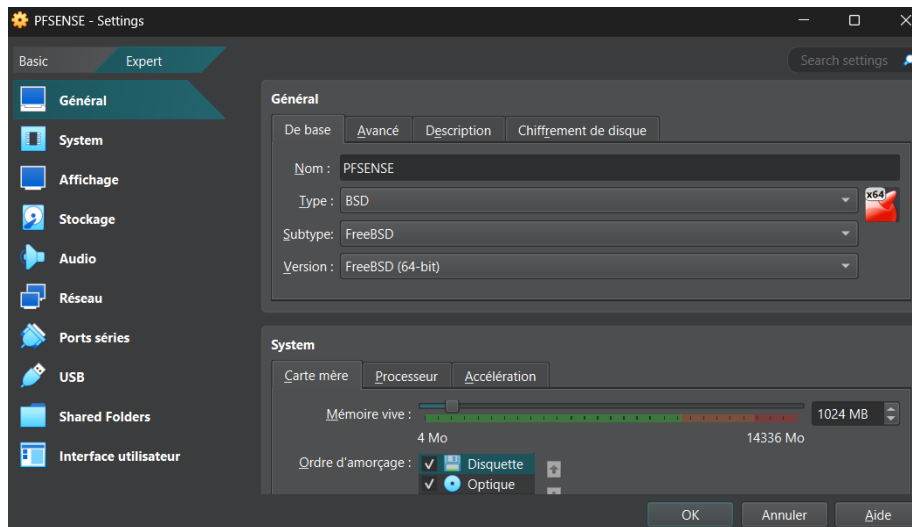 PFSENSE - Settings
Basic Expert Search settings
Général
System
Affichage
Stockage
Audio
Réseau
Ports séries
USB
Shared Folders
Interface utilisateur
Général
De base Avancé Description Chiffrement de disque
Nom : PFSENSE
Type : BSD
x64
Subtype: FreeBSD
Version : FreeBSD (64-bit)
System
Carte mère Processeur Accélération
Mémoire vive : 1024 MB
4 Mo 14336 Mo
Ordre d'amorçage : Disquette
Optique
OK Annuler Aide